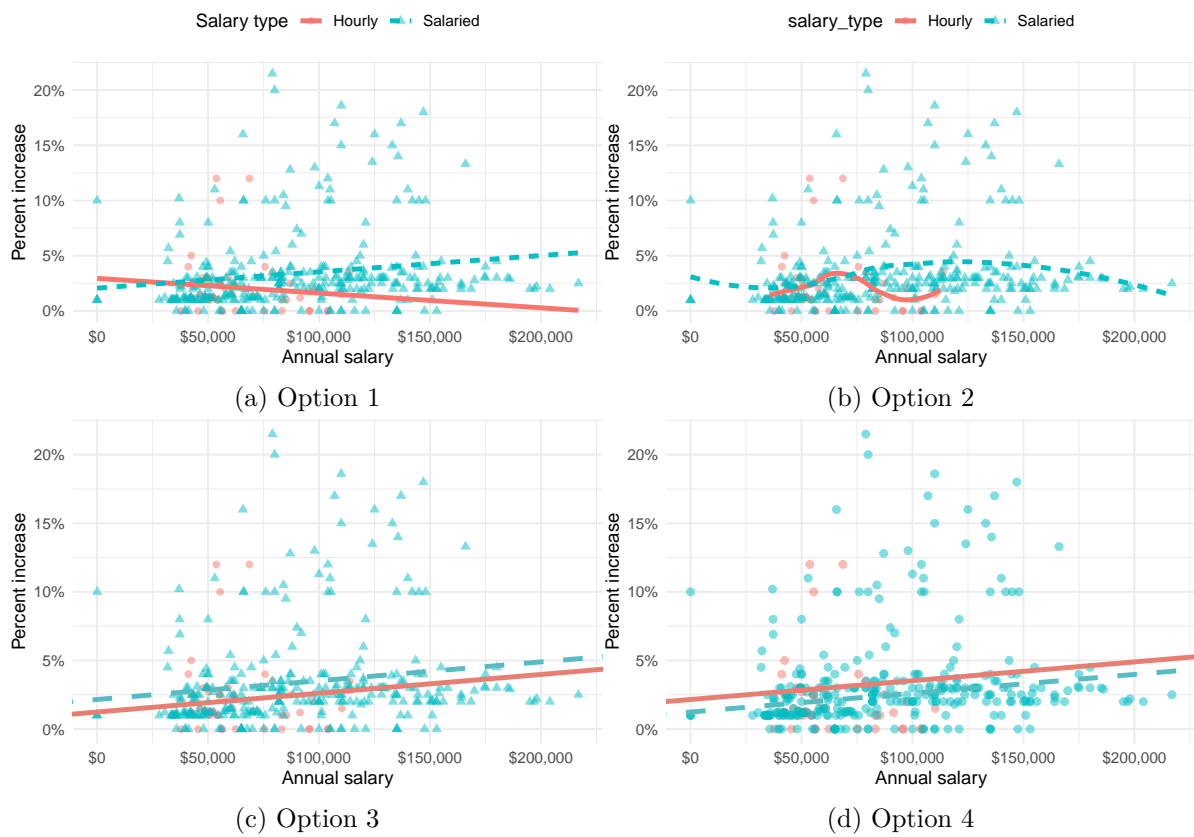 Salary type Hourly Salaried
Percent increase
20%
15%
10%
5%
0%
$0 $50,000 $100,000 $150,000 $200,000
Annual salary
(a) Option 1
salary_type Hourly Salaried
Percent increase
20%
15%
10%
5%
0%
$0 $50,000 $100,000 $150,000 $200,000
Annual salary
(b) Option 2
Percent increase
20%
15%
10%
5%
0%
$0 $50,000 $100,000 $150,000 $200,000
Annual salary
(c) Option 3
Percent increase
20%
15%
10%
5%
0%
$0 $50,000 $100,000 $150,000 $200,000
Annual salary
(d) Option 4